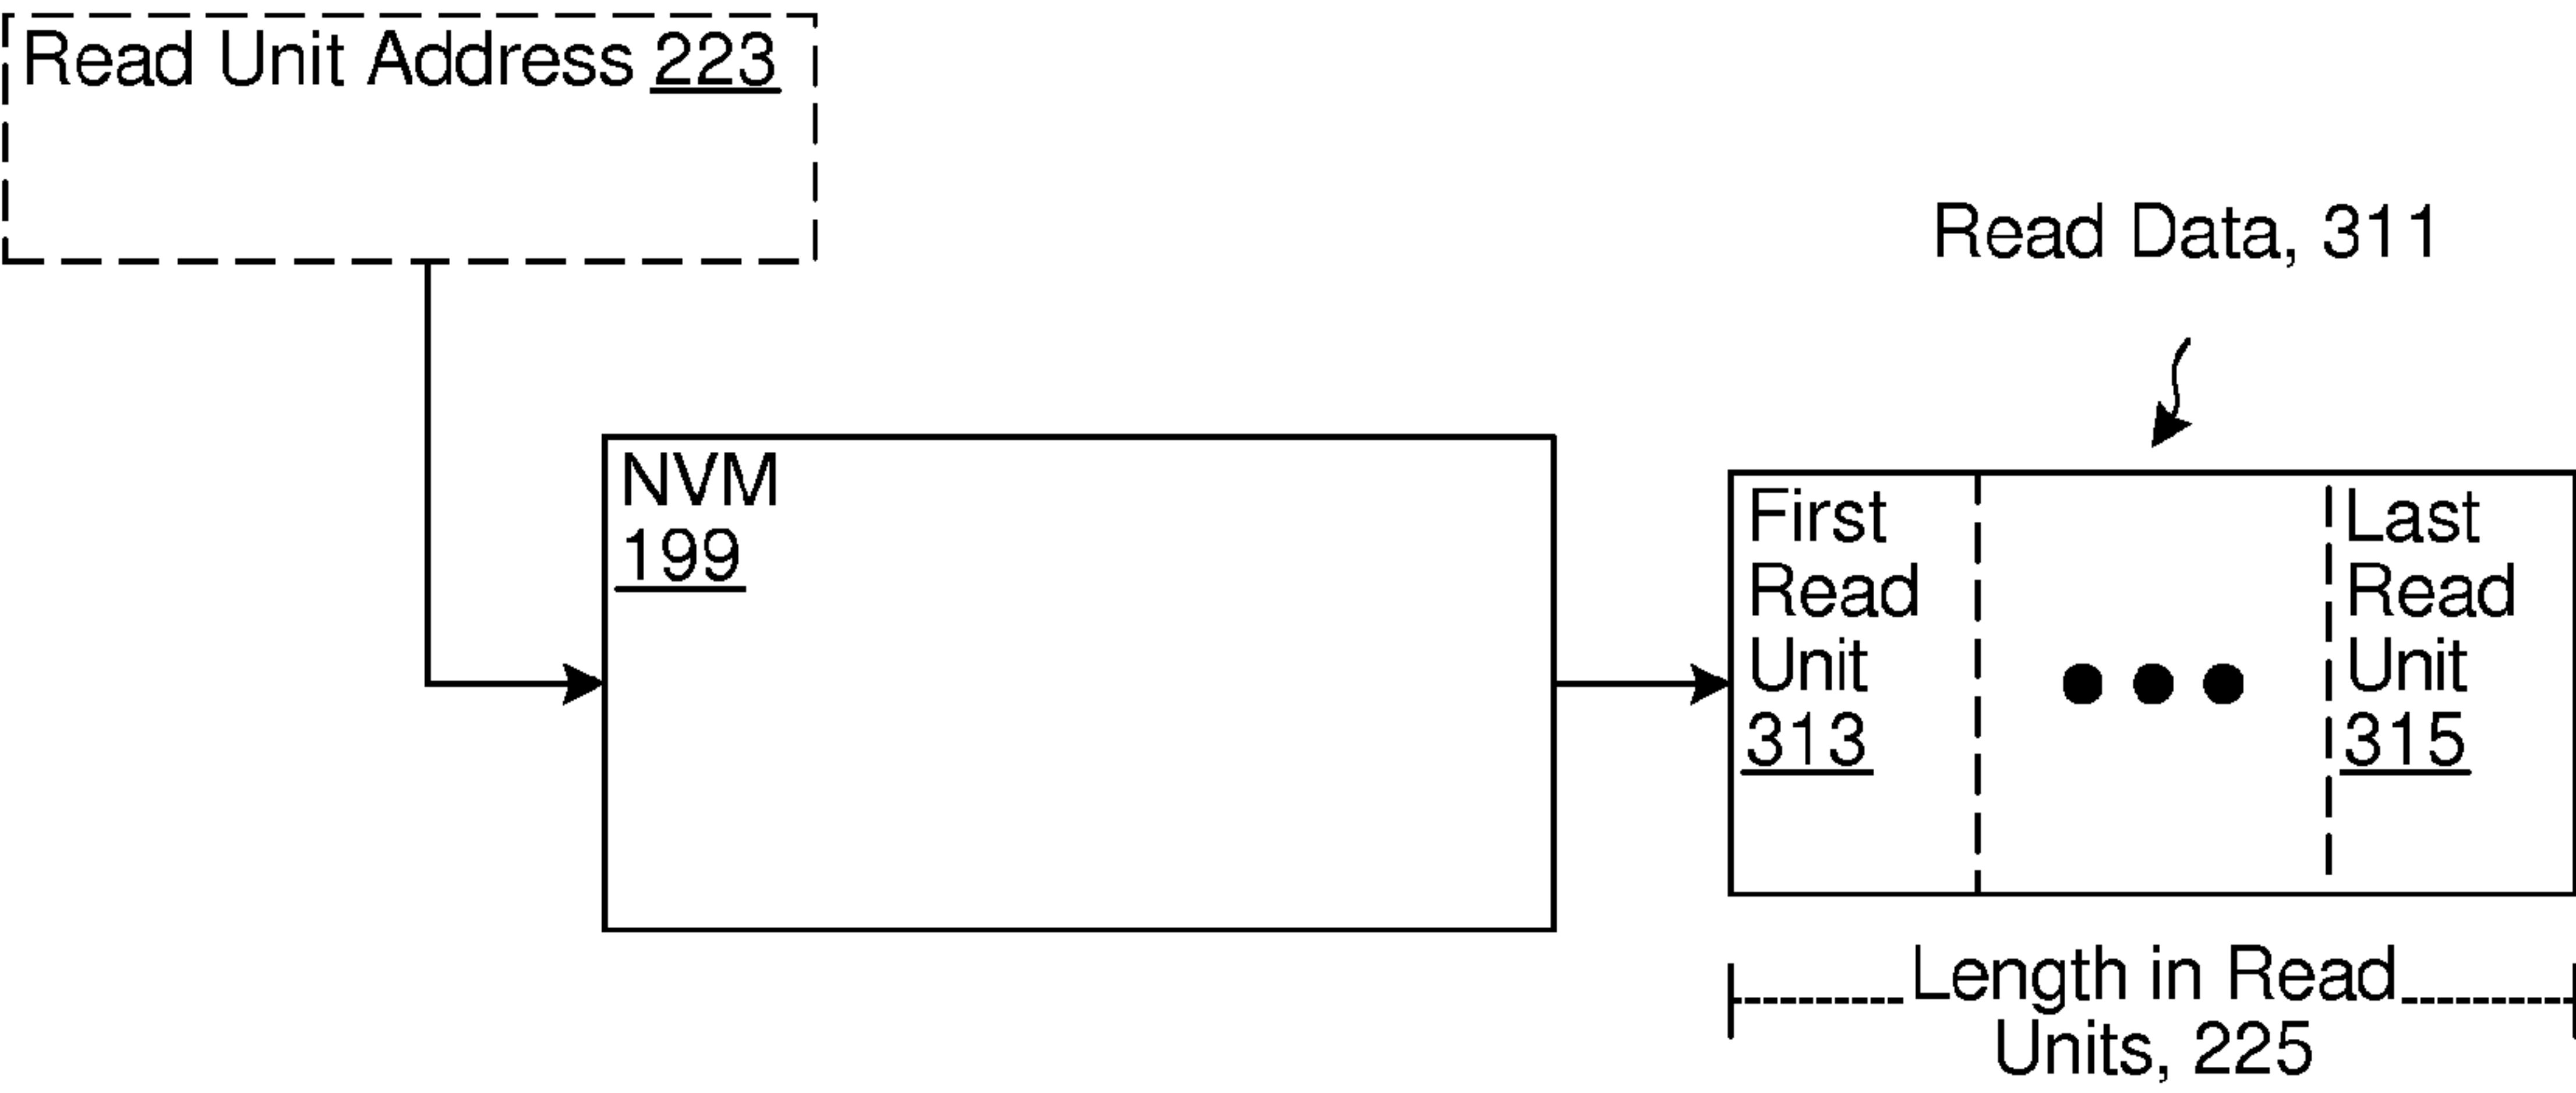 Read Unit Address 223
Read Data, 311
NVM
199
First
Read
Unit
313
Last
Read
Unit
315
Length in Read
Units, 225